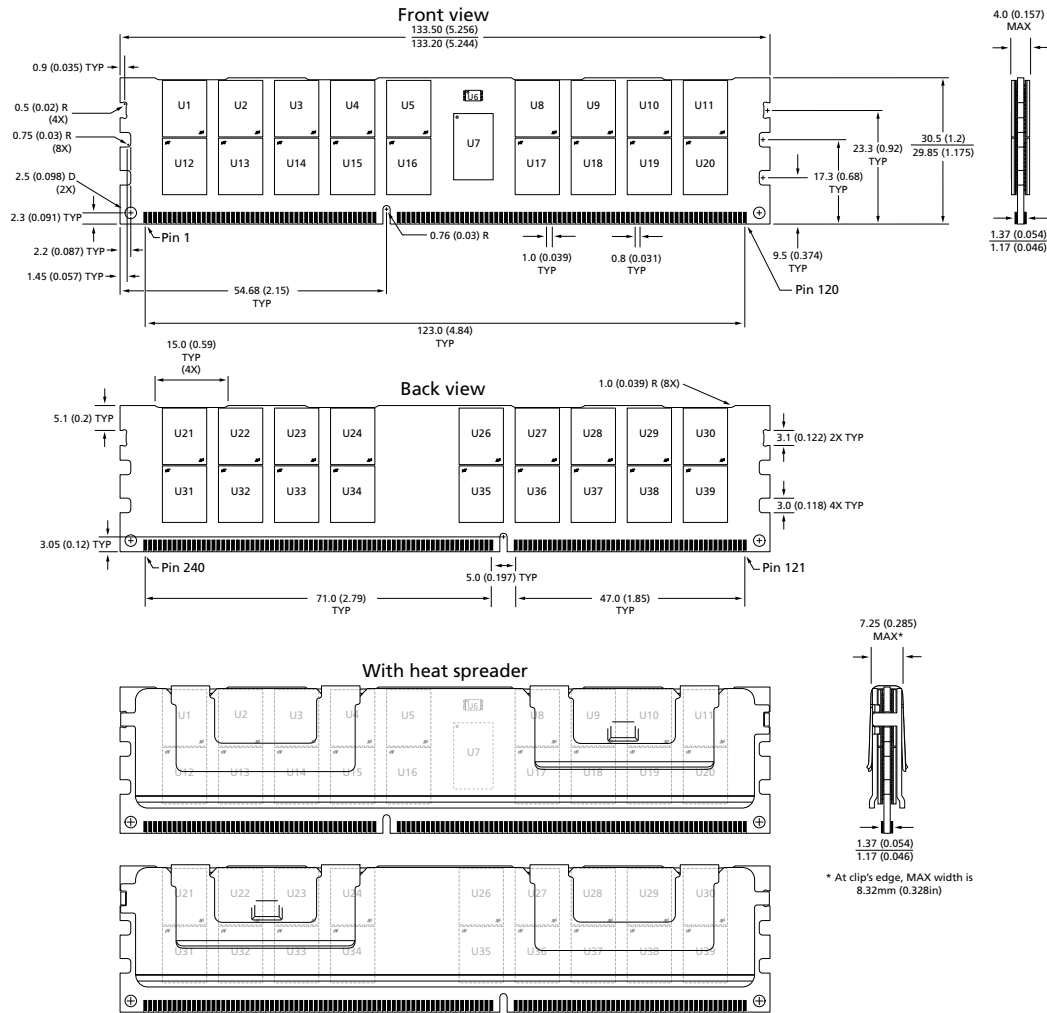 Front view
133.50 (5.256)
133.20 (5.244)
4.0 (0.157)
MAX
0.9 (0.035) TYP
0.5 (0.02) R
(4X)
0.75 (0.03) R
(8X)
2.5 (0.098) D
(2X)
2.3 (0.091) TYP
2.2 (0.087) TYP
1.45 (0.057) TYP
U1 U2 U3 U4 U5 U6 U8 U9 U10 U11
U7
U12 U13 U14 U15 U16 U17 U18 U19 U20
23.3 (0.92)
TYP
30.5 (1.2)
29.85 (1.175)
17.3 (0.68)
TYP
1.37 (0.054)
1.17 (0.046)
Pin 1
0.76 (0.03) R
1.0 (0.039)
TYP
0.8 (0.031)
TYP
9.5 (0.374)
TYP
Pin 120
54.68 (2.15)
TYP
123.0 (4.84)
TYP
15.0 (0.59)
TYP
(4X)
Back view
1.0 (0.039) R (8X)
5.1 (0.2) TYP
U21 U22 U23 U24 U26 U27 U28 U29 U30
3.1 (0.122) 2X TYP
U31 U32 U33 U34 U35 U36 U37 U38 U39
3.0 (0.118) 4X TYP
3.05 (0.12) TYP
Pin 240
5.0 (0.197) TYP
Pin 121
71.0 (2.79)
TYP
47.0 (1.85)
TYP
7.25 (0.285)
MAX*
With heat spreader
U1 U2 U3 U4 U5 U6 U8 U9 U10 U11
U7
U12 U13 U14 U15 U16 U17 U18 U19 U20
1.37 (0.054)
1.17 (0.046)
* At clip's edge, MAX width is
8.32mm (0.328in)
U21 U22 U23 U24 U26 U27 U28 U29 U30
U31 U32 U33 U34 U35 U36 U37 U38 U39